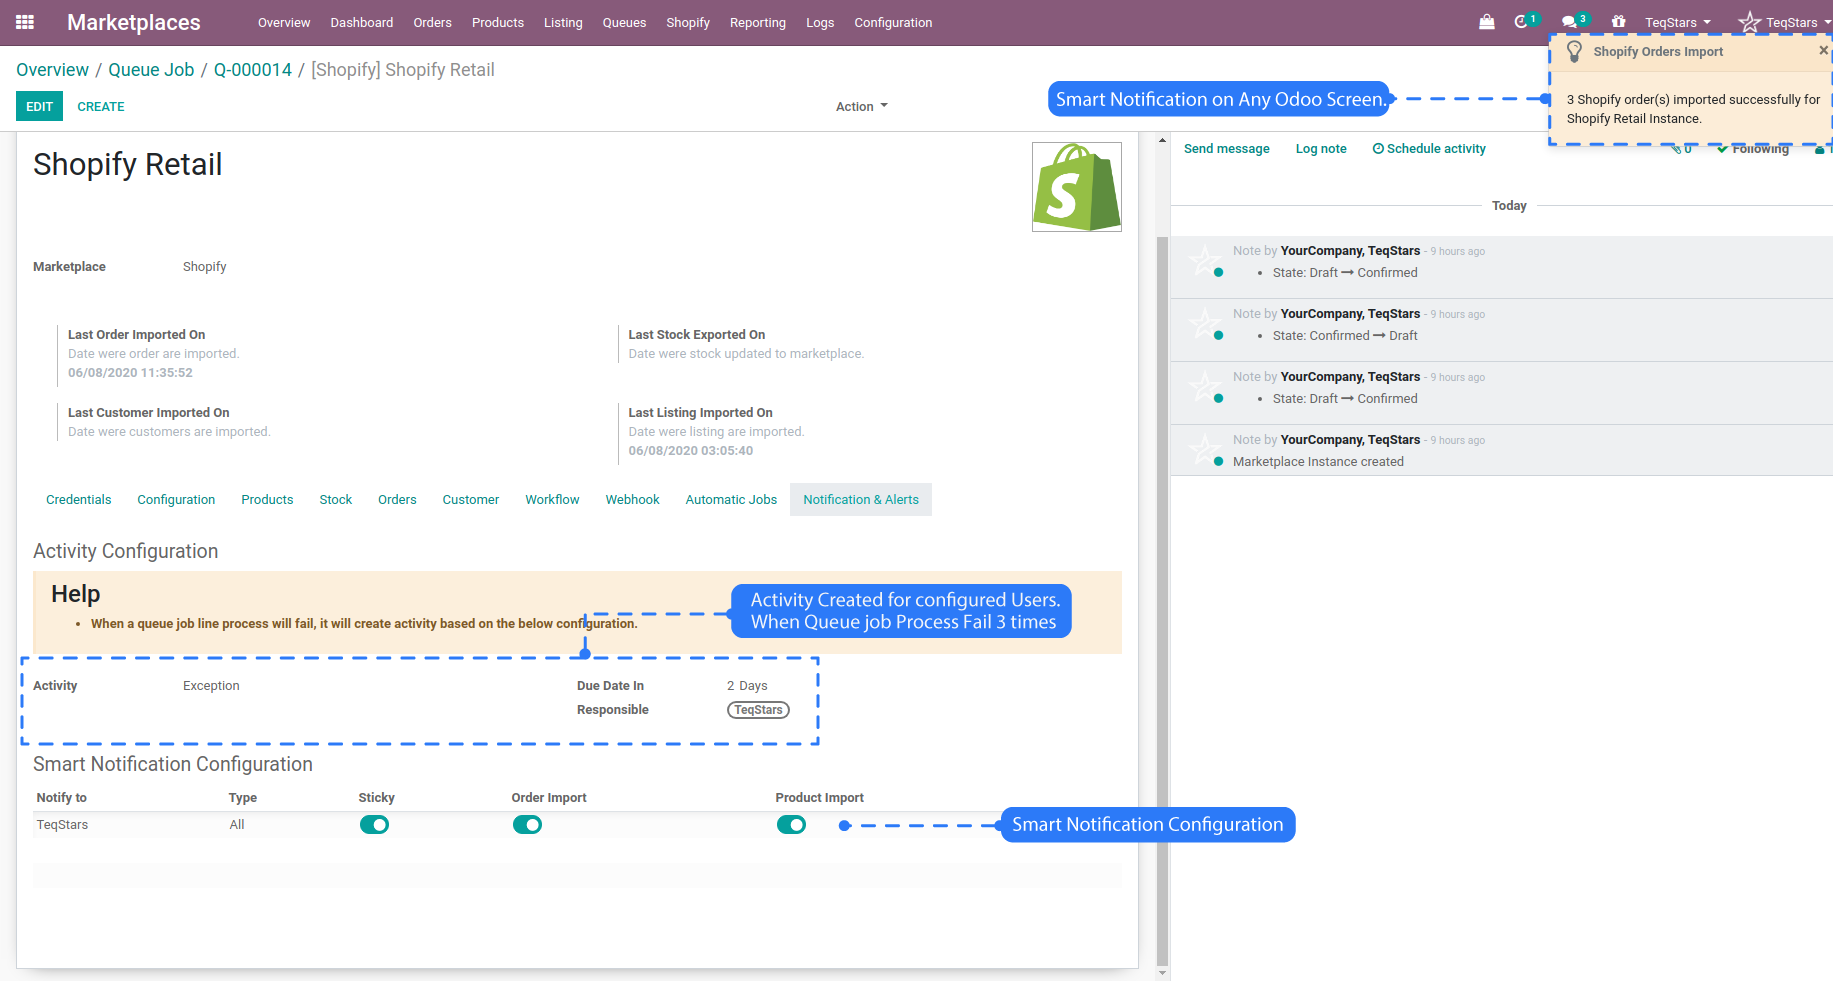 Marketplaces
Overview Dashboard Orders Products Listing Queues Shopify Reporting Logs Configuration
1 3 TeqStars TeqStars
Overview / Queue Job / Q-000014 / [Shopify] Shopify Retail
EDIT CREATE
Action
Smart Notification on Any Odoo Screen.
Shopify Orders Import ×
3 Shopify order(s) imported successfully for
Shopify Retail Instance.
Shopify Retail
S
Marketplace Shopify
Last Order Imported On
Date were order are imported.
06/08/2020 11:35:52
Last Stock Exported On
Date were stock updated to marketplace.
Last Customer Imported On
Date were customers are imported.
Last Listing Imported On
Date were listing are imported.
06/08/2020 03:05:40
Credentials Configuration Products Stock Orders Customer Workflow Webhook Automatic Jobs Notification & Alerts
Activity Configuration
Help
• When a queue job line process will fail, it will create activity based on the below configuration.
Activity Created for configured Users.
When Queue job Process Fail 3 times
Activity Exception
Due Date In 2 Days
Responsible TeqStars
Smart Notification Configuration
Notify to Type Sticky Order Import Product Import
TeqStars All
Smart Notification Configuration
Send message Log note Schedule activity 0 Following
Today
Note by YourCompany, TeqStars - 9 hours ago
• State: Draft → Confirmed
Note by YourCompany, TeqStars - 9 hours ago
• State: Confirmed → Draft
Note by YourCompany, TeqStars - 9 hours ago
• State: Draft → Confirmed
Note by YourCompany, TeqStars - 9 hours ago
Marketplace Instance created